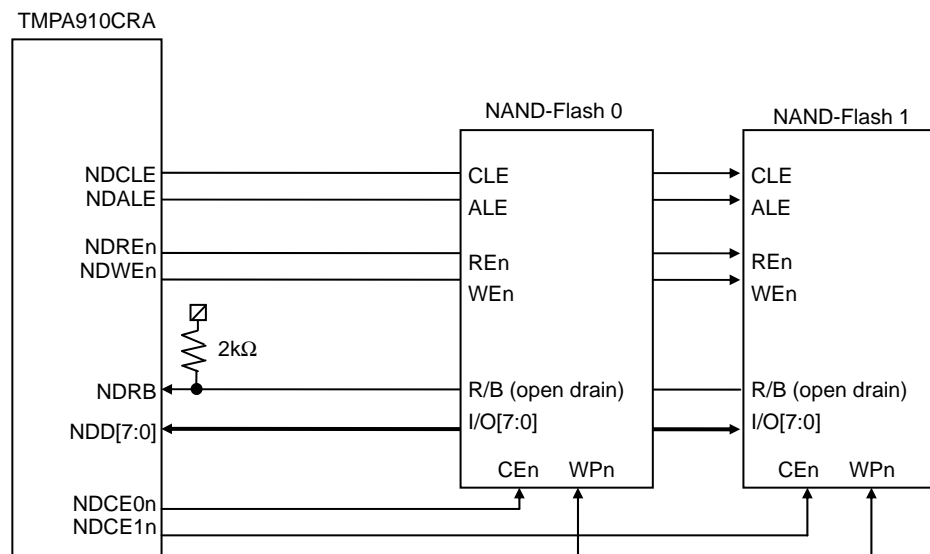 TMPA910CRA
NAND-Flash 0
NAND-Flash 1
NDCLE
CLE
CLE
NDALE
ALE
ALE
NDREn
REn
REn
NDWEn
WEn
WEn
2kΩ
NDRB
R/B (open drain)
R/B (open drain)
NDD[7:0]
I/O[7:0]
I/O[7:0]
CEn WPn
CEn WPn
NDCE0n
NDCE1n